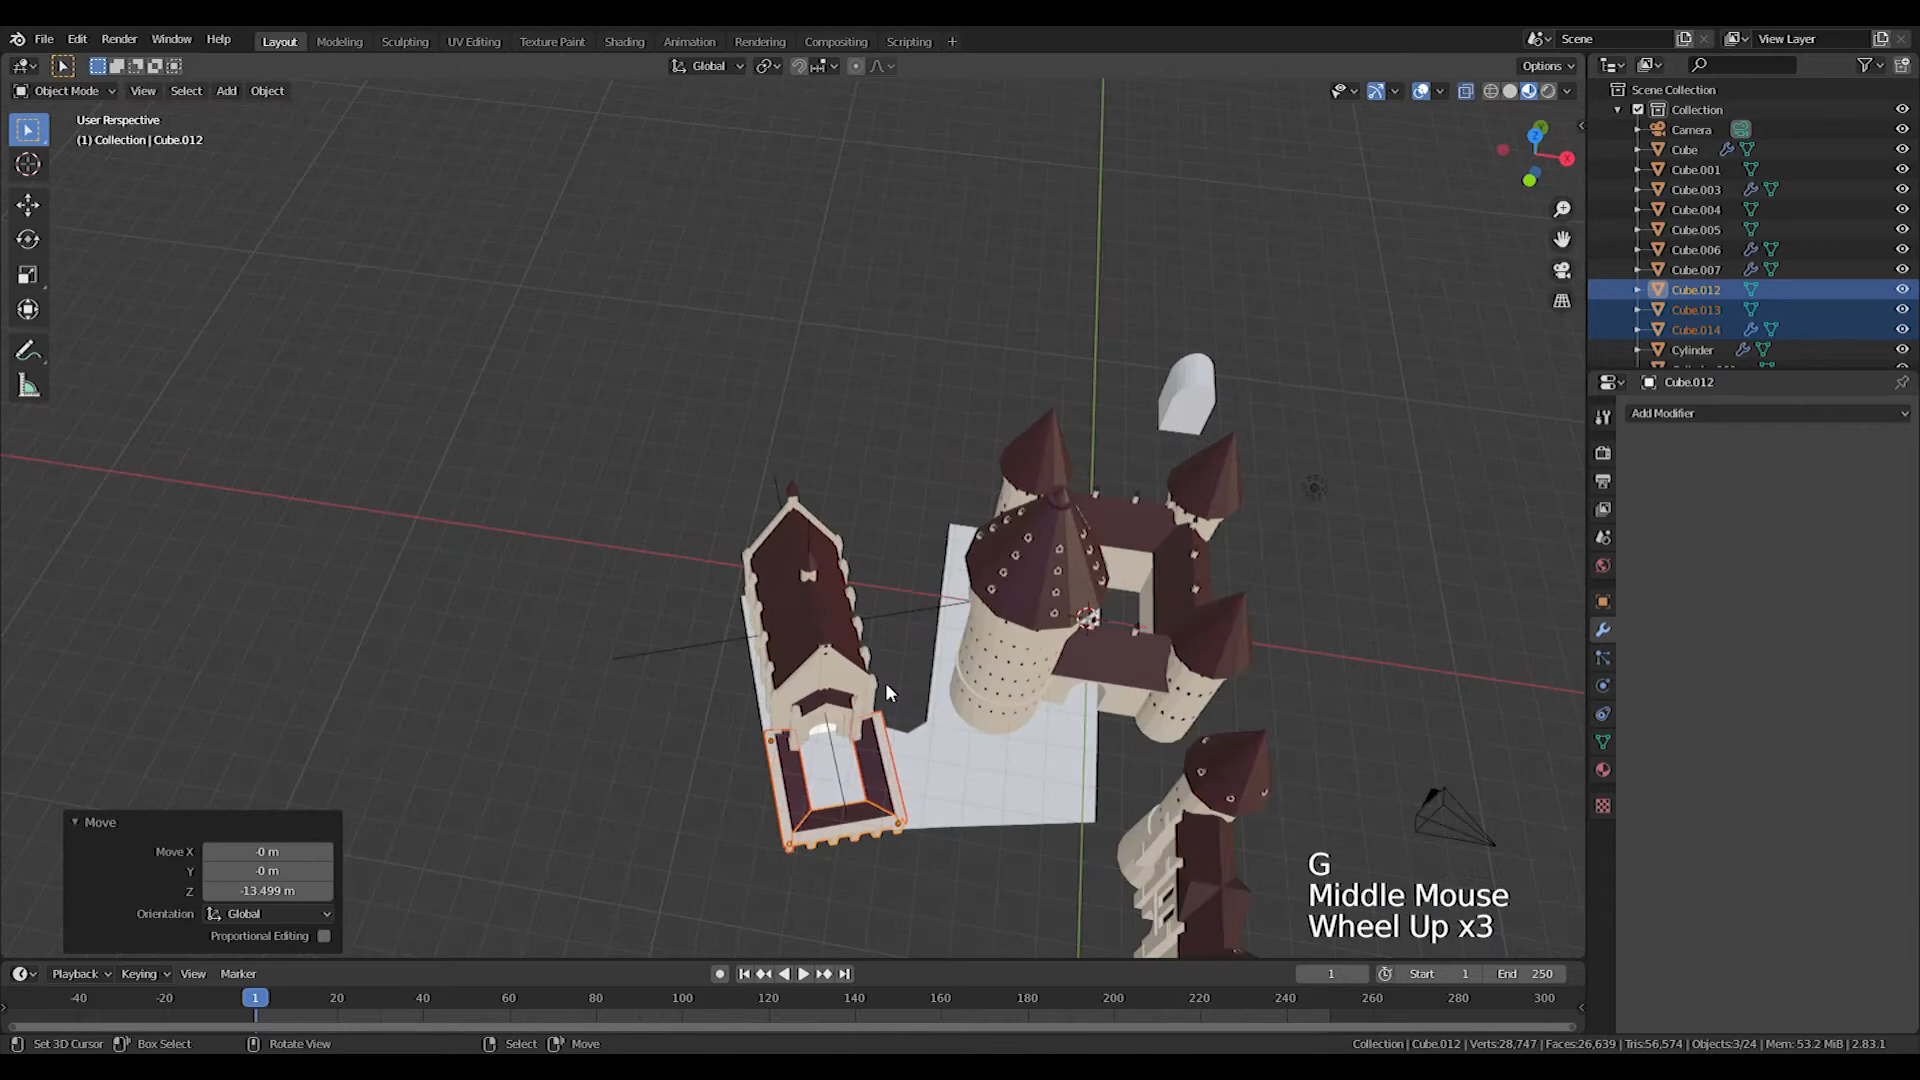 File Edit Render Window Help Layout Modeling Sculpting UV Editing Texture Paint Shading Animation Rendering Compositing Scripting + Scene View Layer
Global Options
Object Mode View Select Add Object
User Perspective
(1) Collection | Cube.012
Scene Collection
Collection
Camera
Cube
Cube.001
Cube.003
Cube.004
Cube.005
Cube.006
Cube.007
Cube.012
Cube.013
Cube.014
Cylinder
Cube.012
Add Modifier
Move
Move X -0 m
Y -0 m
Z -13.499 m
Orientation Global
Proportional Editing
G
Middle Mouse
Wheel Up x3
Playback Keying View Marker 1 Start 1 End 250
-40 -20 1 20 40 60 80 100 120 140 160 180 200 220 240 260 280 300
Set 3D Cursor Box Select Rotate View Select Move Collection | Cube.012 | Verts:28,747 | Faces:26,639 | Tris:56,574 | Objects:3/24 | Mem: 53.2 MiB | 2.83.1